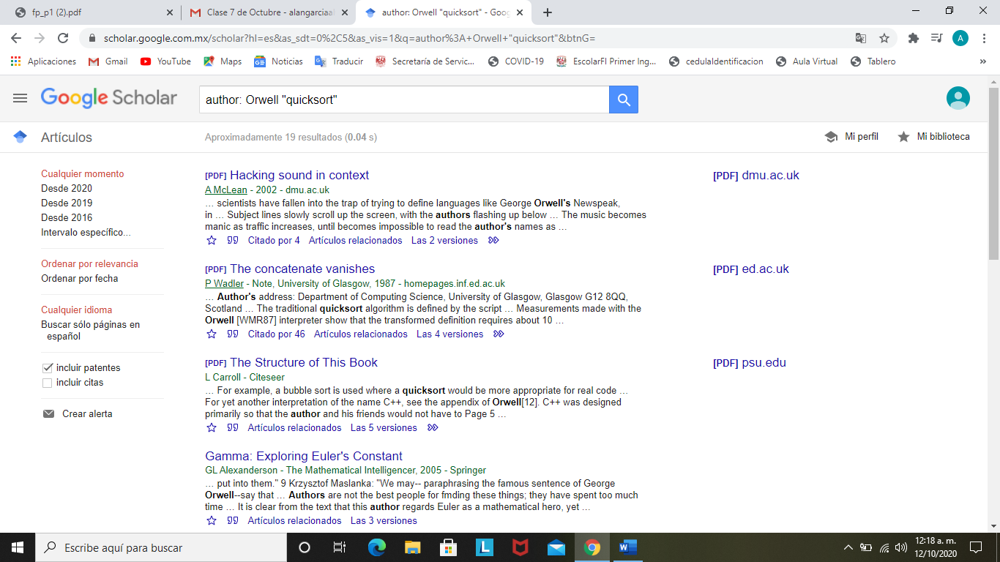 fp_p1 (2).pdf
Clase 7 de Octubre - alangarciaa
author: Orwell "quicksort" - Goog
scholar.google.com.mx/scholar?hl=es&as_sdt=0%2C5&as_vis=1&q=author%3A+Orwell+"quicksort"&btnG=
A
Aplicaciones
Gmail
YouTube
Maps
Noticias
Traducir
Secretaría de Servic...
COVID-19
EscolarFI Primer Ing...
cedulaIdentificacion
Aula Virtual
Tablero
»
Google Scholar
author: Orwell "quicksort"
Artículos
Aproximadamente 19 resultados (0.04 s)
Mi perfil
Mi biblioteca
Cualquier momento
Desde 2020
Desde 2019
Desde 2016
Intervalo específico...
Ordenar por relevancia
Ordenar por fecha
Cualquier idioma
Buscar sólo páginas en
español
incluir patentes
incluir citas
Crear alerta
[PDF] Hacking sound in context
[PDF] dmu.ac.uk
A McLean - 2002 - dmu.ac.uk
... scientists have fallen into the trap of trying to define languages like George Orwell's Newspeak,
in ... Subject lines slowly scroll up the screen, with the authors flashing up below ... The music becomes
manic as traffic increases, until becomes impossible to read the author's names as ...
Citado por 4 Artículos relacionados Las 2 versiones
[PDF] The concatenate vanishes
[PDF] ed.ac.uk
P Wadler - Note, University of Glasgow, 1987 - homepages.inf.ed.ac.uk
... Author's address: Department of Computing Science, University of Glasgow, Glasgow G12 8QQ,
Scotland ... The traditional quicksort algorithm is defined by the script ... Measurements made with the
Orwell [WMR87] interpreter show that the transformed definition requires about 10 ...
Citado por 46 Artículos relacionados Las 4 versiones
[PDF] The Structure of This Book
[PDF] psu.edu
L Carroll - Citeseer
... For example, a bubble sort is used where a quicksort would be more appropriate for real code ...
For yet another interpretation of the name C++, see the appendix of Orwell[12]. C++ was designed
primarily so that the author and his friends would not have to Page 5 ...
Artículos relacionados Las 5 versiones
Gamma: Exploring Euler's Constant
GL Alexanderson - The Mathematical Intelligencer, 2005 - Springer
... put into them." 9 Krzysztof Maslanka: "We may-- paraphrasing the famous sentence of George
Orwell--say that ... Authors are not the best people for fmding these things; they have spent too much
time ... It is clear from the text that this author regards Euler as a mathematical hero, yet ...
Artículos relacionados Las 3 versiones
Escribe aquí para buscar
L
W
12:18 a. m.
12/10/2020